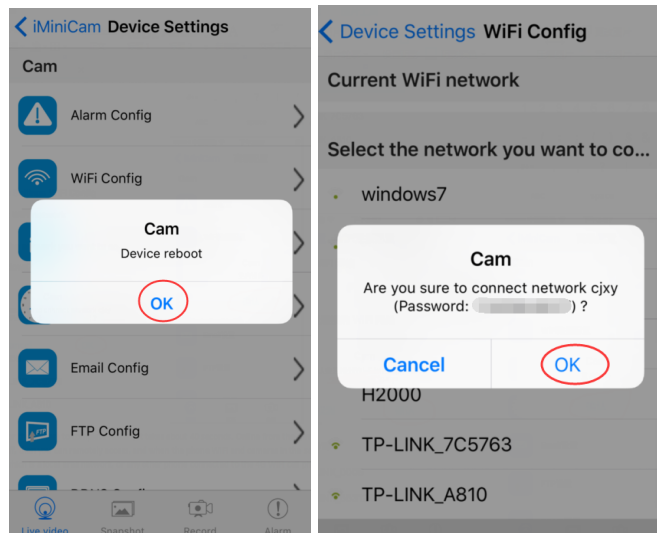 iMiniCam Device Settings
Cam
Alarm Config
WiFi Config
Cam
Device reboot
OK
Email Config
FTP Config
Live video Snapshot Record Alarm
Device Settings WiFi Config
Current WiFi network
Select the network you want to co...
windows7
Cam
Are you sure to connect network cjxy
(Password: ) ?
Cancel OK
H2000
TP-LINK_7C5763
TP-LINK_A810